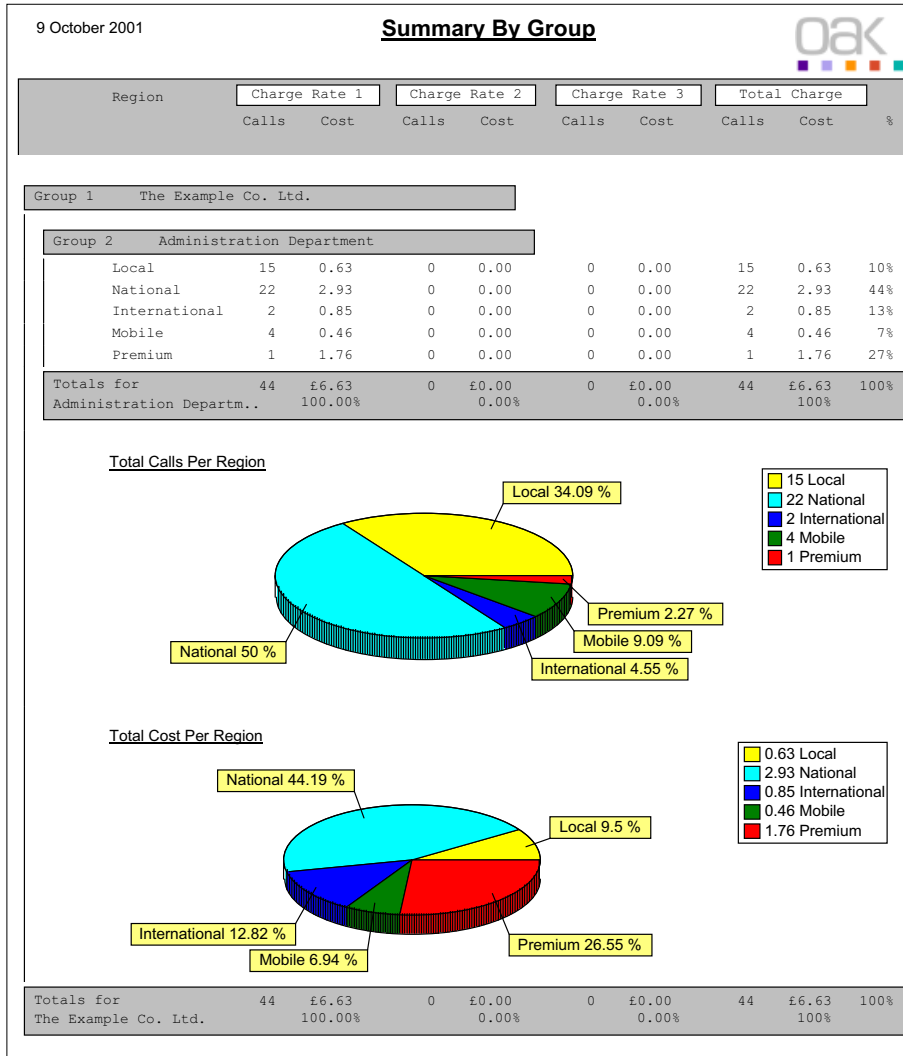 9 October 2001
Summary By Group
oak
Region Charge Rate 1 Charge Rate 2 Charge Rate 3 Total Charge
Calls Cost Calls Cost Calls Cost Calls Cost %
Group 1 The Example Co. Ltd.
Group 2 Administration Department
Local 15 0.63 0 0.00 0 0.00 15 0.63 10%
National 22 2.93 0 0.00 0 0.00 22 2.93 44%
International 2 0.85 0 0.00 0 0.00 2 0.85 13%
Mobile 4 0.46 0 0.00 0 0.00 4 0.46 7%
Premium 1 1.76 0 0.00 0 0.00 1 1.76 27%
Totals for 44 £6.63 0 £0.00 0 £0.00 44 £6.63 100%
Administration Departm.. 100.00% 0.00% 0.00% 100%
Total Calls Per Region
Local 34.09 %
15 Local
22 National
2 International
4 Mobile
1 Premium
Premium 2.27 %
Mobile 9.09 %
National 50 %
International 4.55 %
Total Cost Per Region
0.63 Local
2.93 National
0.85 International
0.46 Mobile
1.76 Premium
National 44.19 %
Local 9.5 %
International 12.82 %
Premium 26.55 %
Mobile 6.94 %
Totals for 44 £6.63 0 £0.00 0 £0.00 44 £6.63 100%
The Example Co. Ltd. 100.00% 0.00% 0.00% 100%